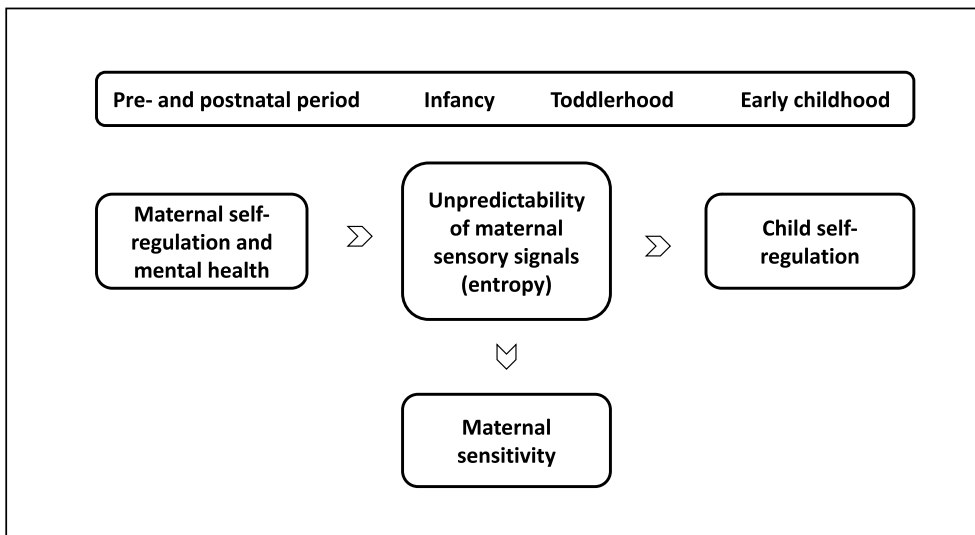 Pre- and postnatal period Infancy Toddlerhood Early childhood
Maternal self-
regulation and
mental health
Unpredictability
of maternal
sensory signals
(entropy)
Child self-
regulation
Maternal
sensitivity